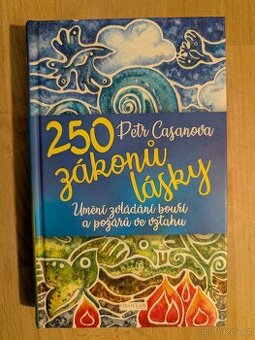 250 Petr Casanova
zákonů
lásky
Umění zvládání bouří
a požárů ve vztahu